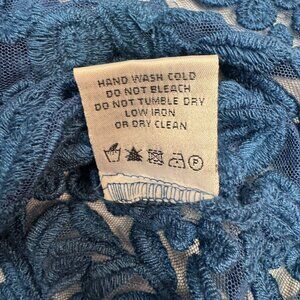 HAND WASH COLD
DO NOT BLEACH
DO NOT TUMBLE DRY
LOW IRON
OR DRY CLEAN
P